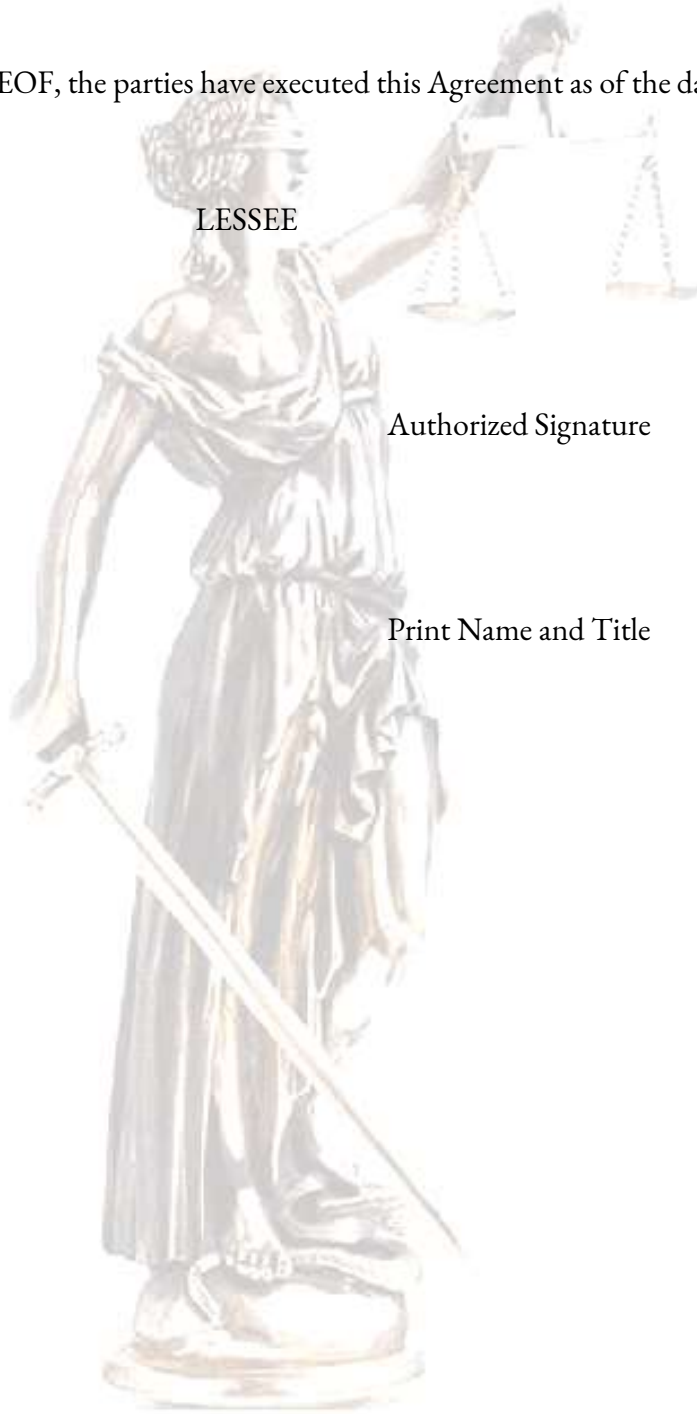 EOF, the parties have executed this Agreement as of the da
LESSEE
Authorized Signature
Print Name and Title